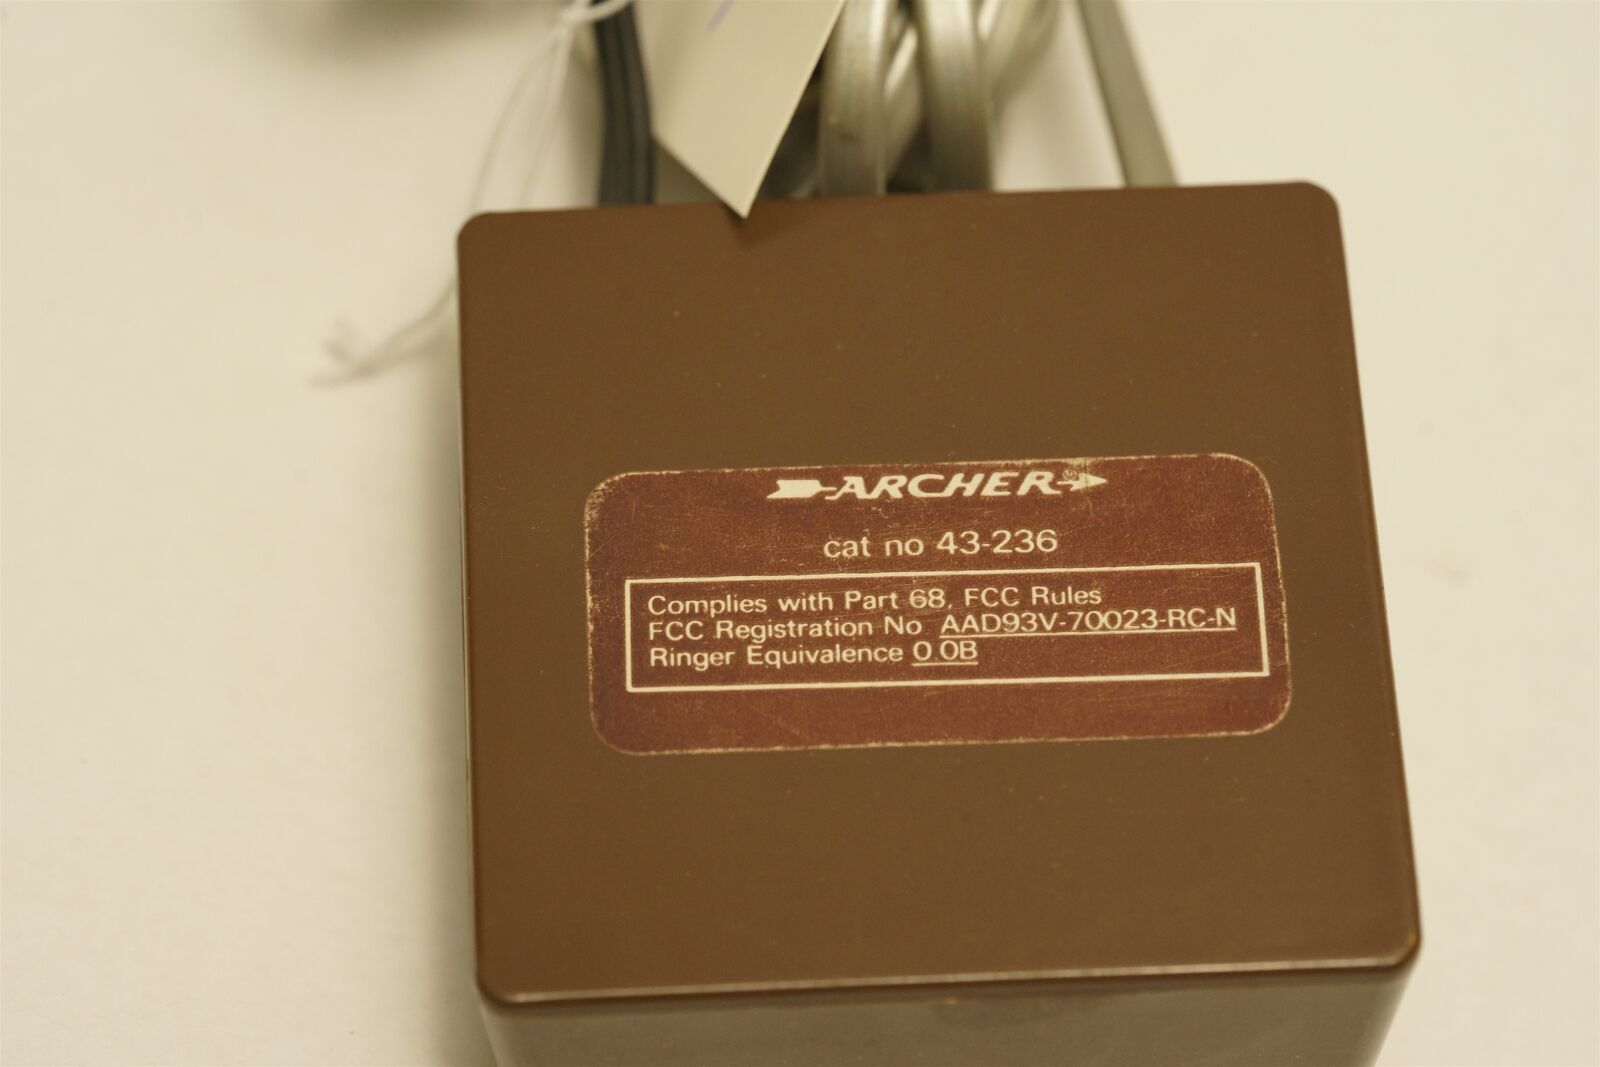 ARCHER®
cat no 43-236
Complies with Part 68, FCC Rules
FCC Registration No AAD93V-70023-RC-N
Ringer Equivalence 0.0B